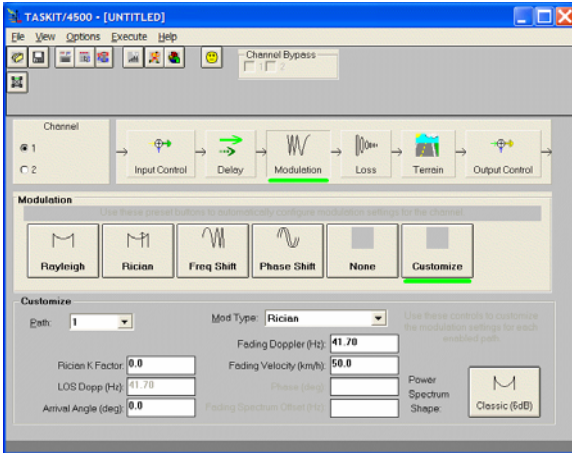 TASKIT/4500 - [UNTITLED]
File View Options Execute Help
Channel Bypass
1 2
Channel
1
2
Input Control Delay Modulation Loss Terrain Output Control
Modulation
Use these preset buttons to automatically configure modulation settings for the channel
Rayleigh Rician Freq Shift Phase Shift None Customize
Customize
Path: 1
Mod Type: Rician
Use these controls to customize
the modulation settings for each
enabled path.
Fading Doppler (Hz): 41.70
Rician K Factor: 0.0
Fading Velocity (km/h): 50.0
LOS Dopp (Hz): 41.70
Phase (deg):
Arrival Angle (deg): 0.0
Fading Spectrum Offset (Hz):
Power
Spectrum
Shape:
Classic (6dB)